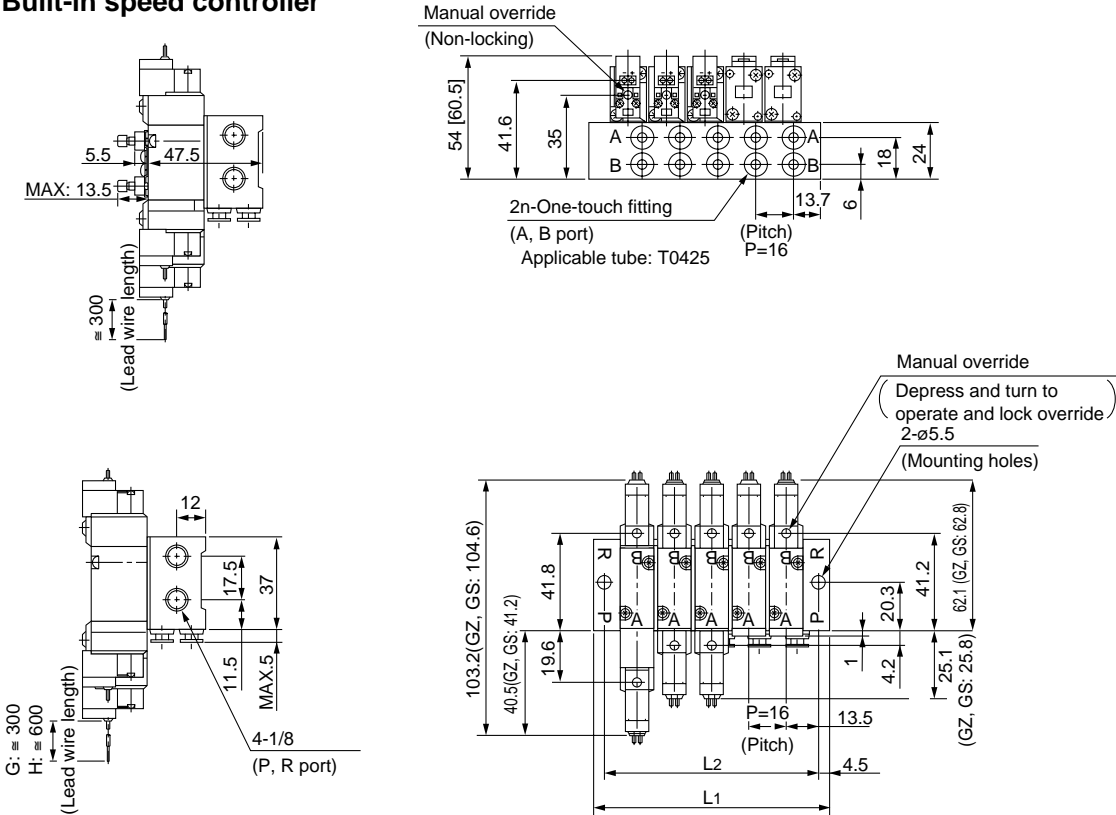 Built-in speed controller
Manual override
(Non-locking)
54 [60.5]
41.6
35
A
A
B
B
18
24
6
13.7
(Pitch)
P=16
2n-One-touch fitting
(A, B port)
Applicable tube: T0425
5.5
47.5
MAX: 13.5
≅ 300
(Lead wire length)
Manual override
(Depress and turn to
operate and lock override)
2-ø5.5
(Mounting holes)
12
17.5
37
11.5
MAX.5
4-1/8
(P, R port)
G: ≅ 300
H: ≅ 600
(Lead wire length)
103.2(GZ, GS: 104.6)
40.5(GZ, GS: 41.2)
41.8
19.6
R
B
B
B
B
B
R
P
A
A
A
A
A
P
20.3
41.2
62.1 (GZ, GS: 62.8)
1
4.2
25.1
(GZ, GS: 25.8)
P=16
(Pitch)
13.5
L2
4.5
L1